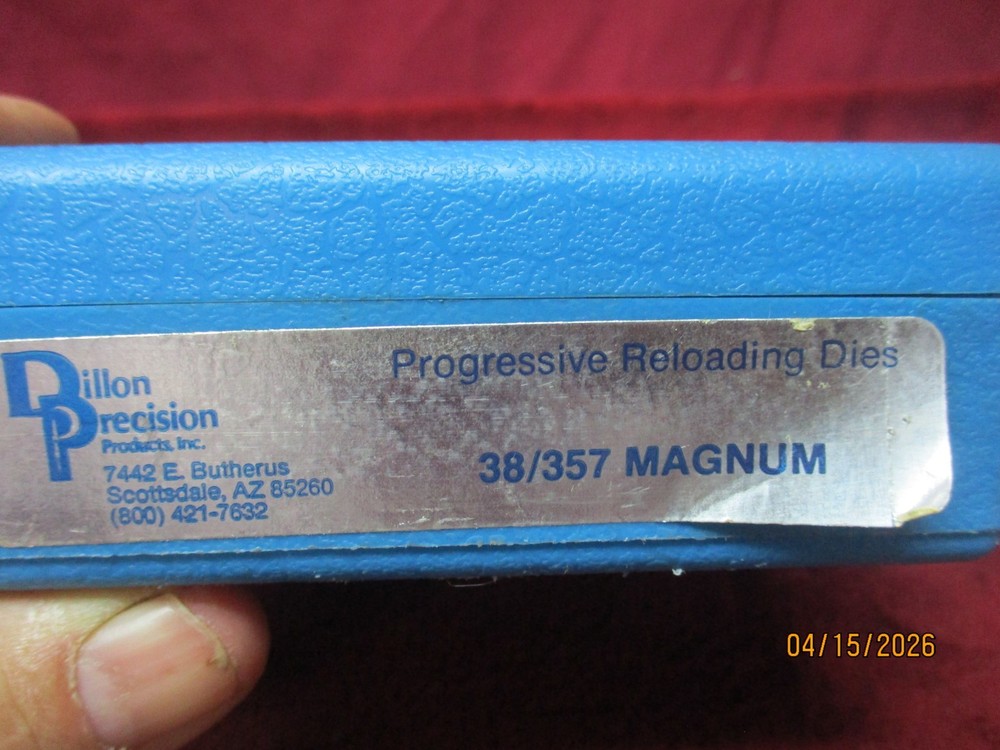 Dillon
Precision
Products, Inc.
7442 E. Butherus
Scottsdale, AZ 85260
(800) 421-7632
Progressive Reloading Dies
38/357 MAGNUM
04/15/2026